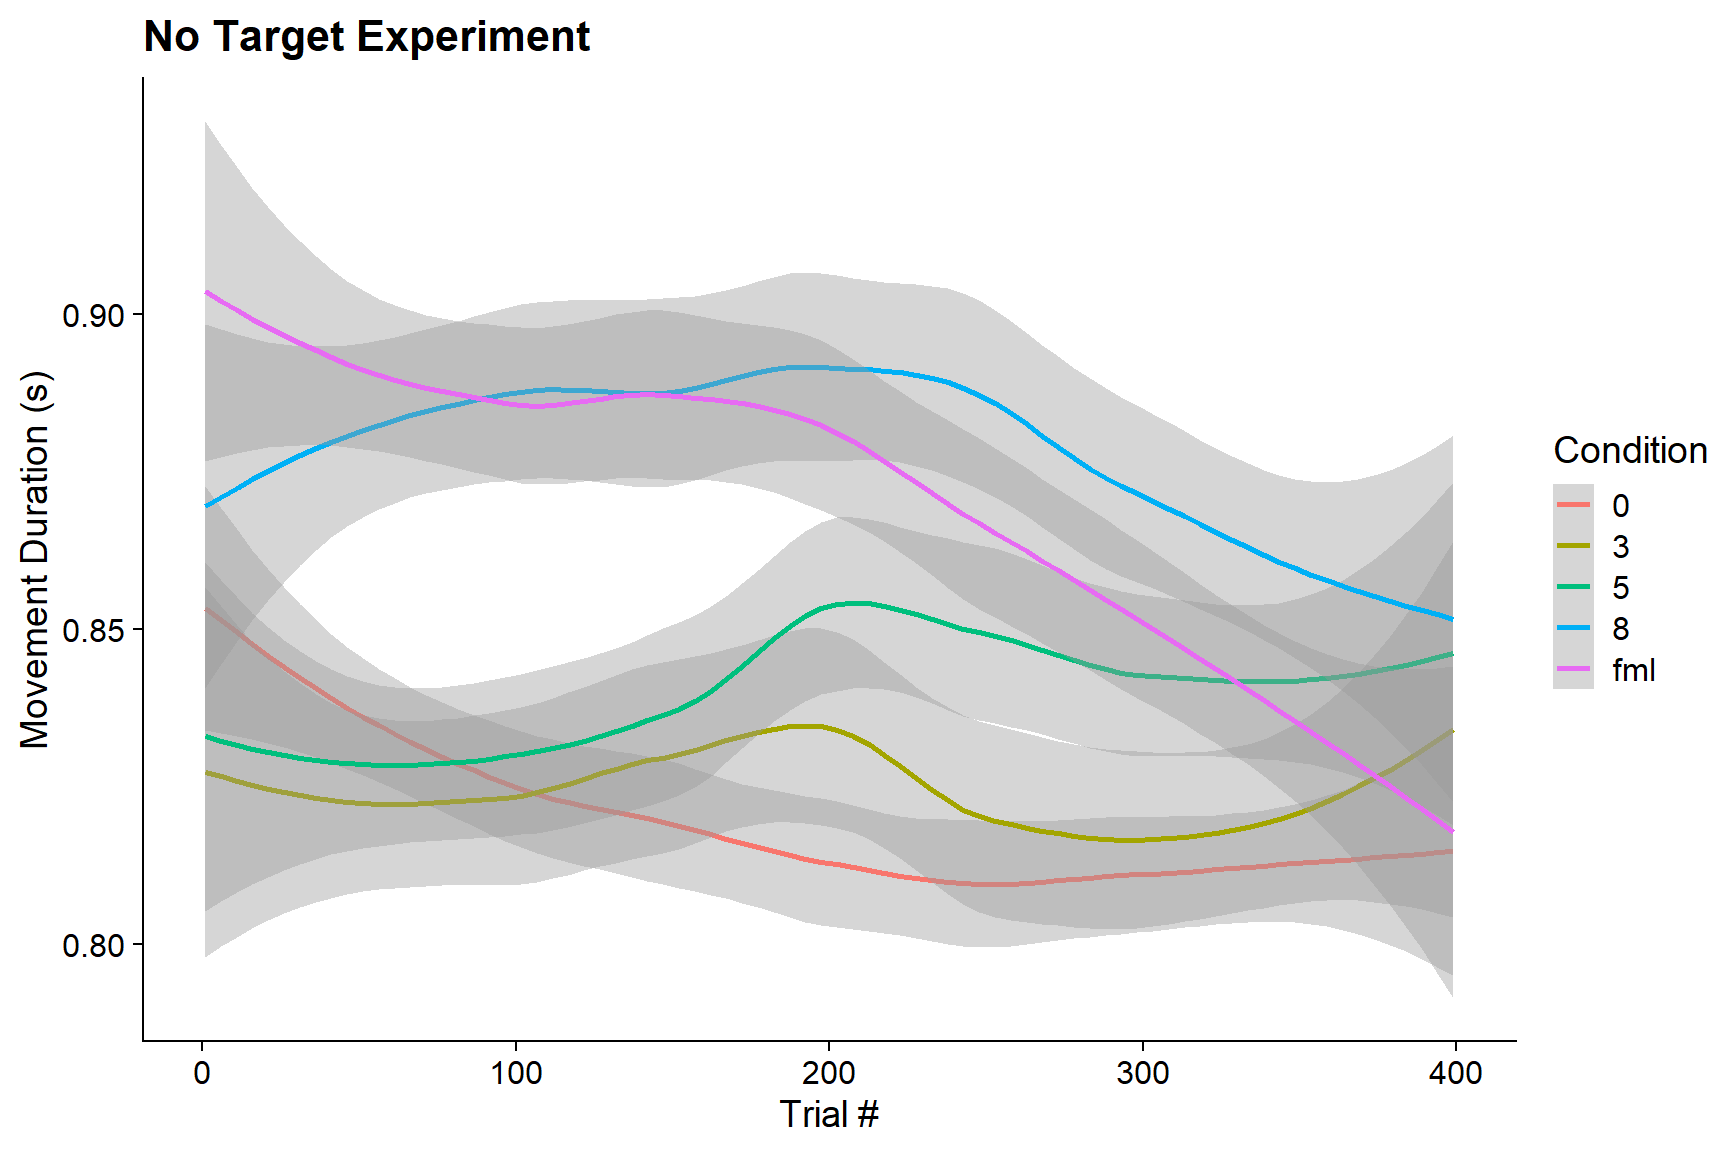 No Target Experiment
Movement Duration (s)
0.90
0.85
0.80
0 100 200 300 400
Trial #
Condition
0
3
5
8
fml